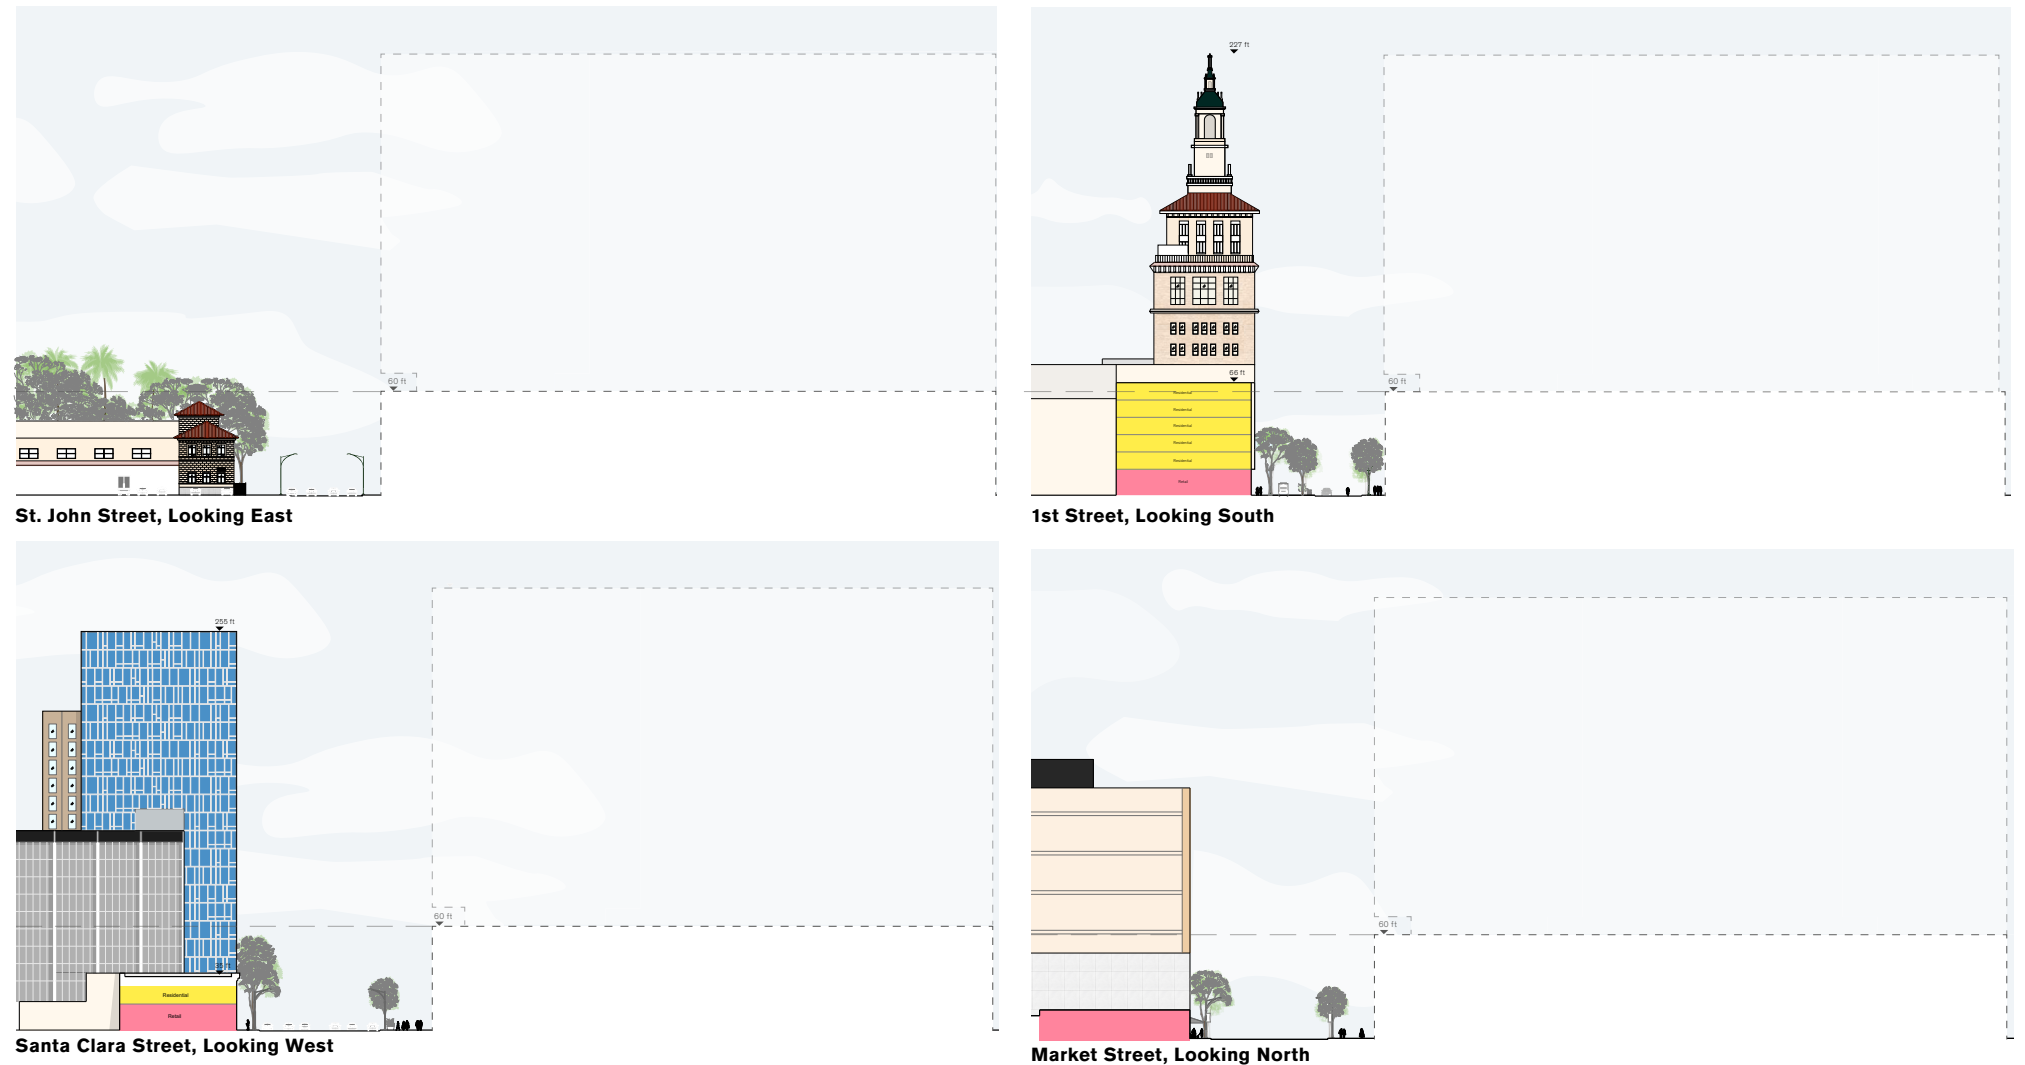 60 ft
St. John Street, Looking East
227 ft
66 ft
60 ft
Residential
Residential
Residential
Residential
Residential
Retail
1st Street, Looking South
255 ft
60 ft
Residential
Retail
Santa Clara Street, Looking West
60 ft
Market Street, Looking North